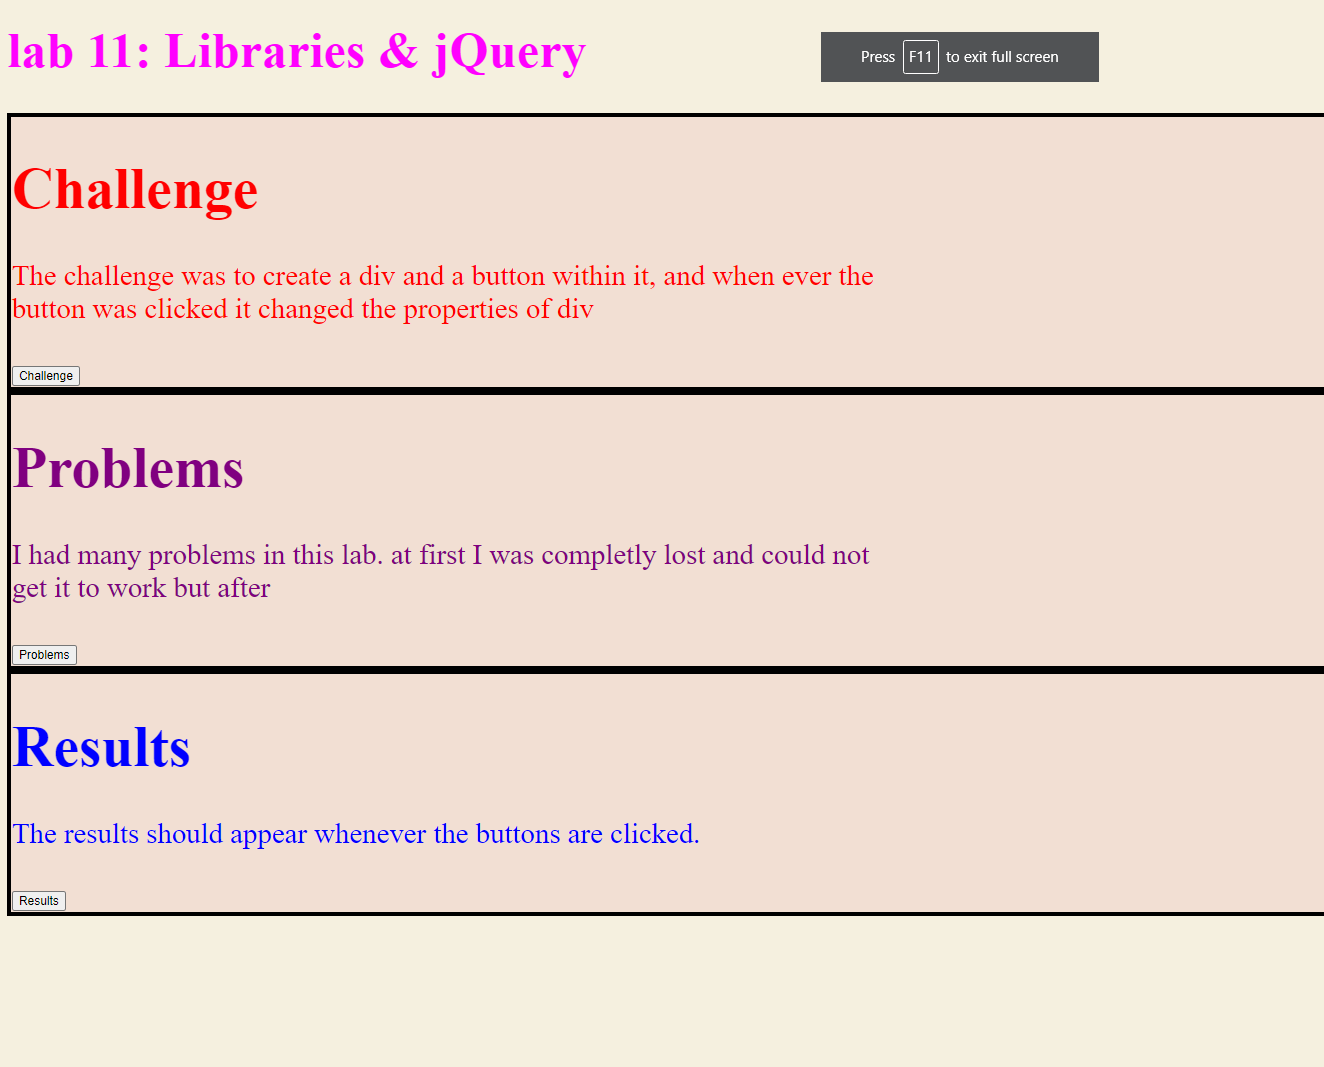 lab 11: Libraries & jQuery
Press F11 to exit full screen
Challenge
The challenge was to create a div and a button within it, and when ever the
button was clicked it changed the properties of div
Challenge
Problems
I had many problems in this lab. at first I was completly lost and could not
get it to work but after
Problems
Results
The results should appear whenever the buttons are clicked.
Results